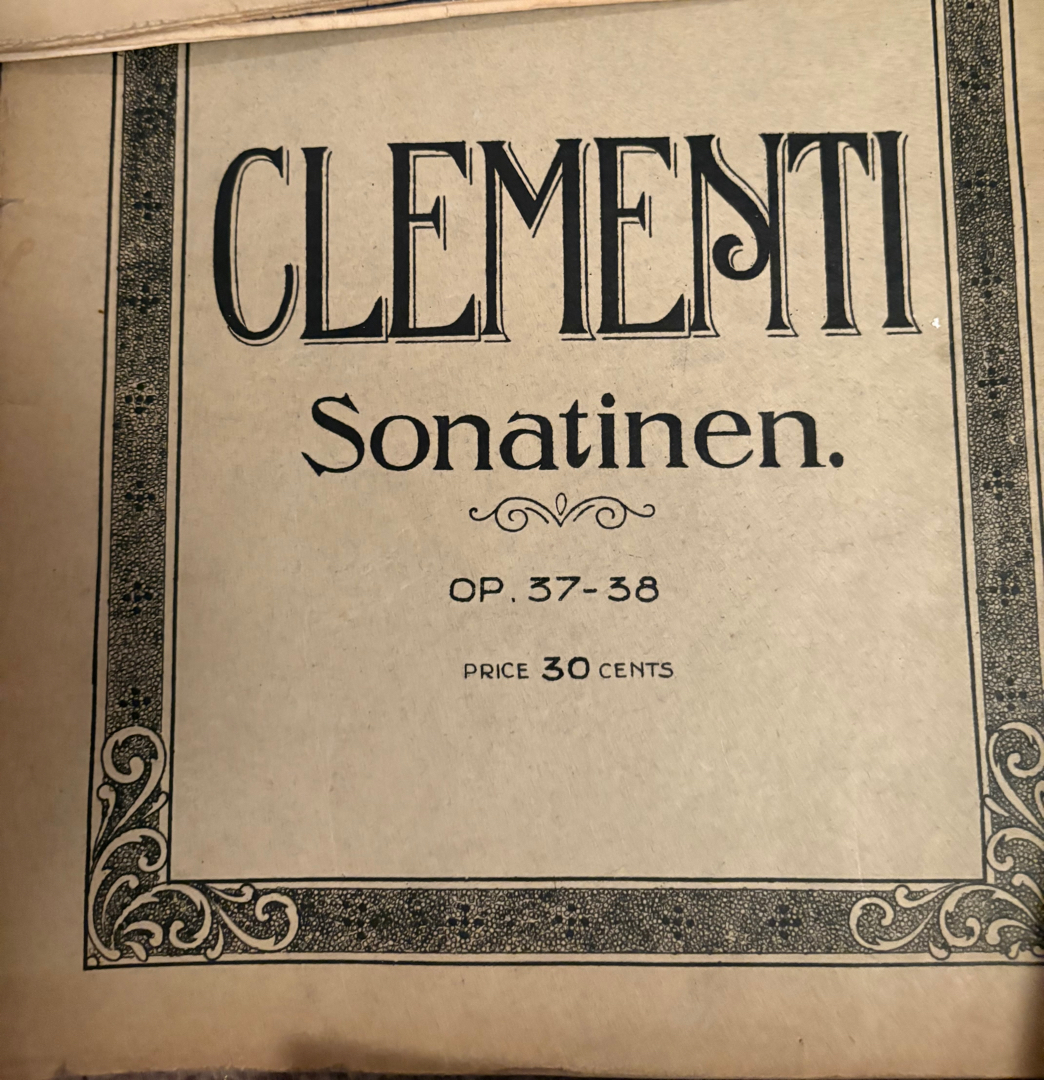 CLEMENTI
Sonatinen.
OP. 37-38
PRICE 30 CENTS